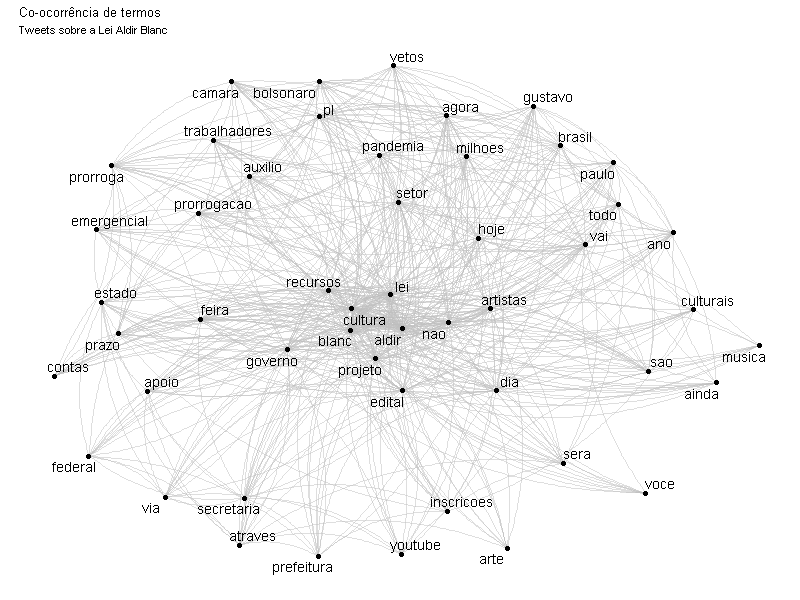 Co-ocorrência de termos
Tweets sobre a Lei Aldir Blanc
vetos
camara
bolsonaro
gustavo
agora
pl
trabalhadores
brasil
pandemia
milhoes
auxilio
paulo
prorroga
setor
prorrogacao
todo
emergencial
hoje
vai
ano
recursos
lei
estado
artistas
culturais
feira
cultura
nao
blanc
aldir
prazo
musica
governo
sao
contas
projeto
apoio
dia
ainda
edital
sera
federal
voce
inscricoes
via
secretaria
atraves
youtube
arte
prefeitura